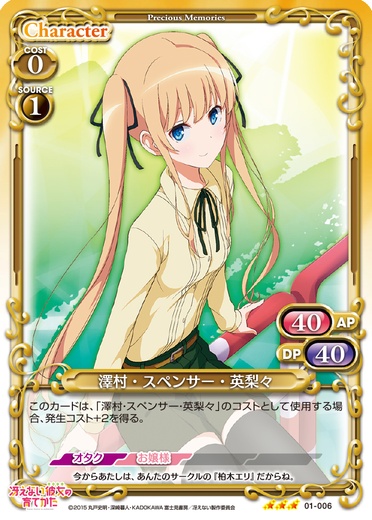 Precious Memories
Character
COST
0
SOURCE
1
40 AP
DP 40
澤村・スペンサー・英梨々
このカードは、「澤村・スペンサー・英梨々」のコストとして使用する場
合、発生コスト+2を得る。
オタク お嬢様
今からあたしは、あんたのサークルの『柏木エリ』だからね。
冴えない彼女の
育てかた
©2015 丸戸史明・深崎暮人・KADOKAWA 富士見書房／冴えない製作委員会
01-006